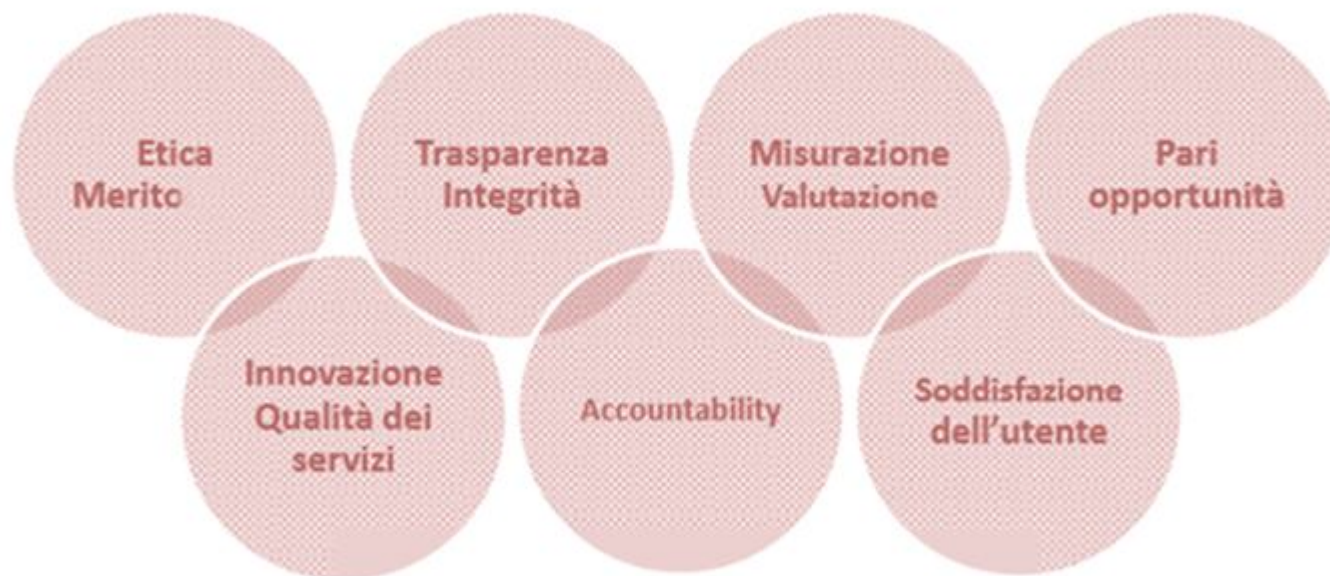 Etica
Merito
Trasparenza
Integrità
Misurazione
Valutazione
Pari
opportunità
Innovazione
Qualità dei
servizi
Accountability
Soddisfazione
dell’utente